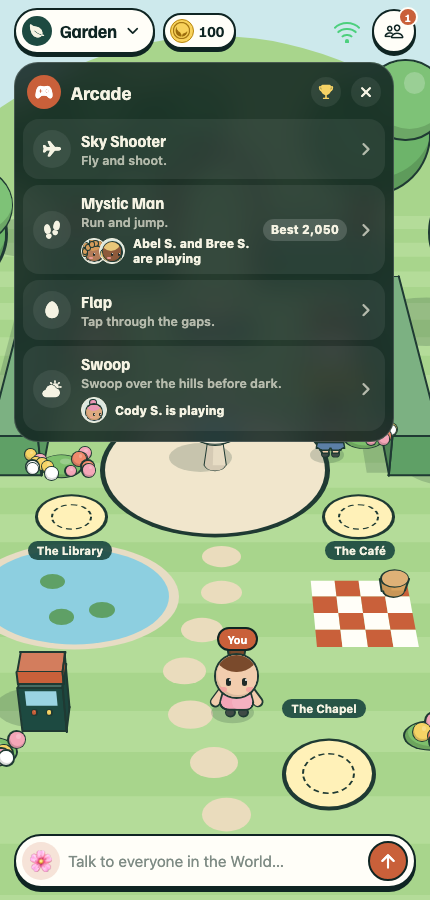 Garden
100
1
Arcade
Sky Shooter
Fly and shoot.
Mystic Man
Run and jump.
Abel S. and Bree S.
are playing
Best 2,050
Flap
Tap through the gaps.
Swoop
Swoop over the hills before dark.
Cody S. is playing
The Library
The Café
You
The Chapel
Talk to everyone in the World...